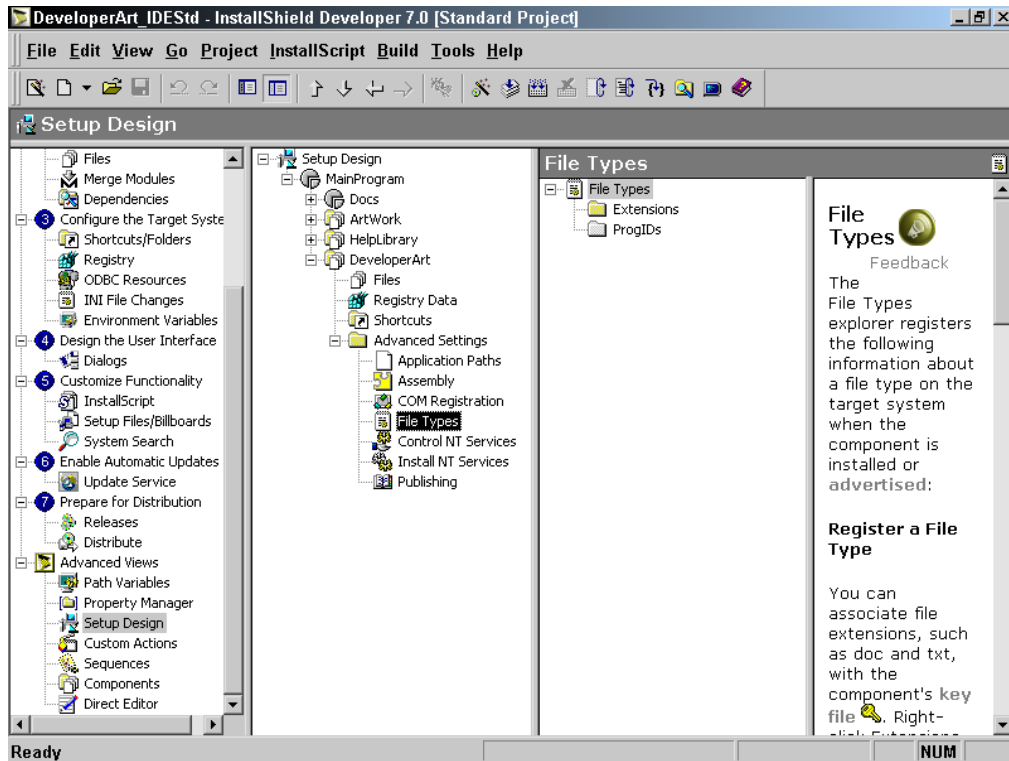 DeveloperArt_IDEStd - InstallShield Developer 7.0 [Standard Project]
File Edit View Go Project InstallScript Build Tools Help
Setup Design
Files
Merge Modules
Dependencies
3 Configure the Target Syste
Shortcuts/Folders
Registry
ODBC Resources
INI File Changes
Environment Variables
4 Design the User Interface
Dialogs
5 Customize Functionality
InstallScript
Setup Files/Billboards
System Search
6 Enable Automatic Updates
Update Service
7 Prepare for Distribution
Releases
Distribute
Advanced Views
Path Variables
Property Manager
Setup Design
Custom Actions
Sequences
Components
Direct Editor
Setup Design
MainProgram
Docs
ArtWork
HelpLibrary
DeveloperArt
Files
Registry Data
Shortcuts
Advanced Settings
Application Paths
Assembly
COM Registration
File Types
Control NT Services
Install NT Services
Publishing
File Types
File Types
Extensions
ProgIDs
File
Types
Feedback
The
File Types
explorer registers
the following
information about
a file type on the
target system
when the
component is
installed or
advertised:
Register a File
Type
You can
associate file
extensions, such
as doc and txt,
with the
component's key
file . Right-
click Extensions
Ready
NUM